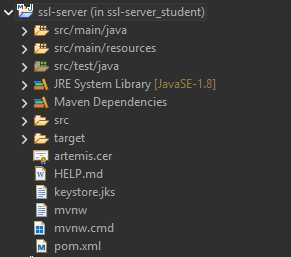 ssl-server (in ssl-server_student)
src/main/java
src/main/resources
src/test/java
JRE System Library [JavaSE-1.8]
Maven Dependencies
src
target
artemis.cer
HELP.md
keystore.jks
mvnw
mvnw.cmd
pom.xml